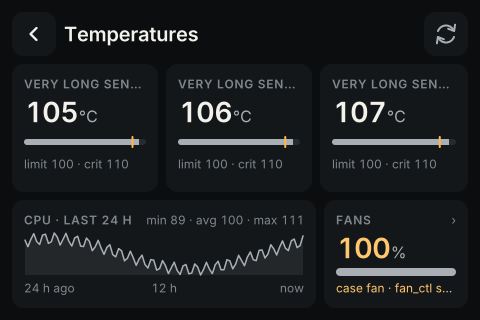 Temperatures
VERY LONG SEN... VERY LONG SEN... VERY LONG SEN...
105°C 106°C 107°C
limit 100 · crit 110 limit 100 · crit 110 limit 100 · crit 110
CPU · LAST 24 H min 89 · avg 100 · max 111
24 h ago 12 h now
FANS ›
100%
case fan · fan_ctl s...